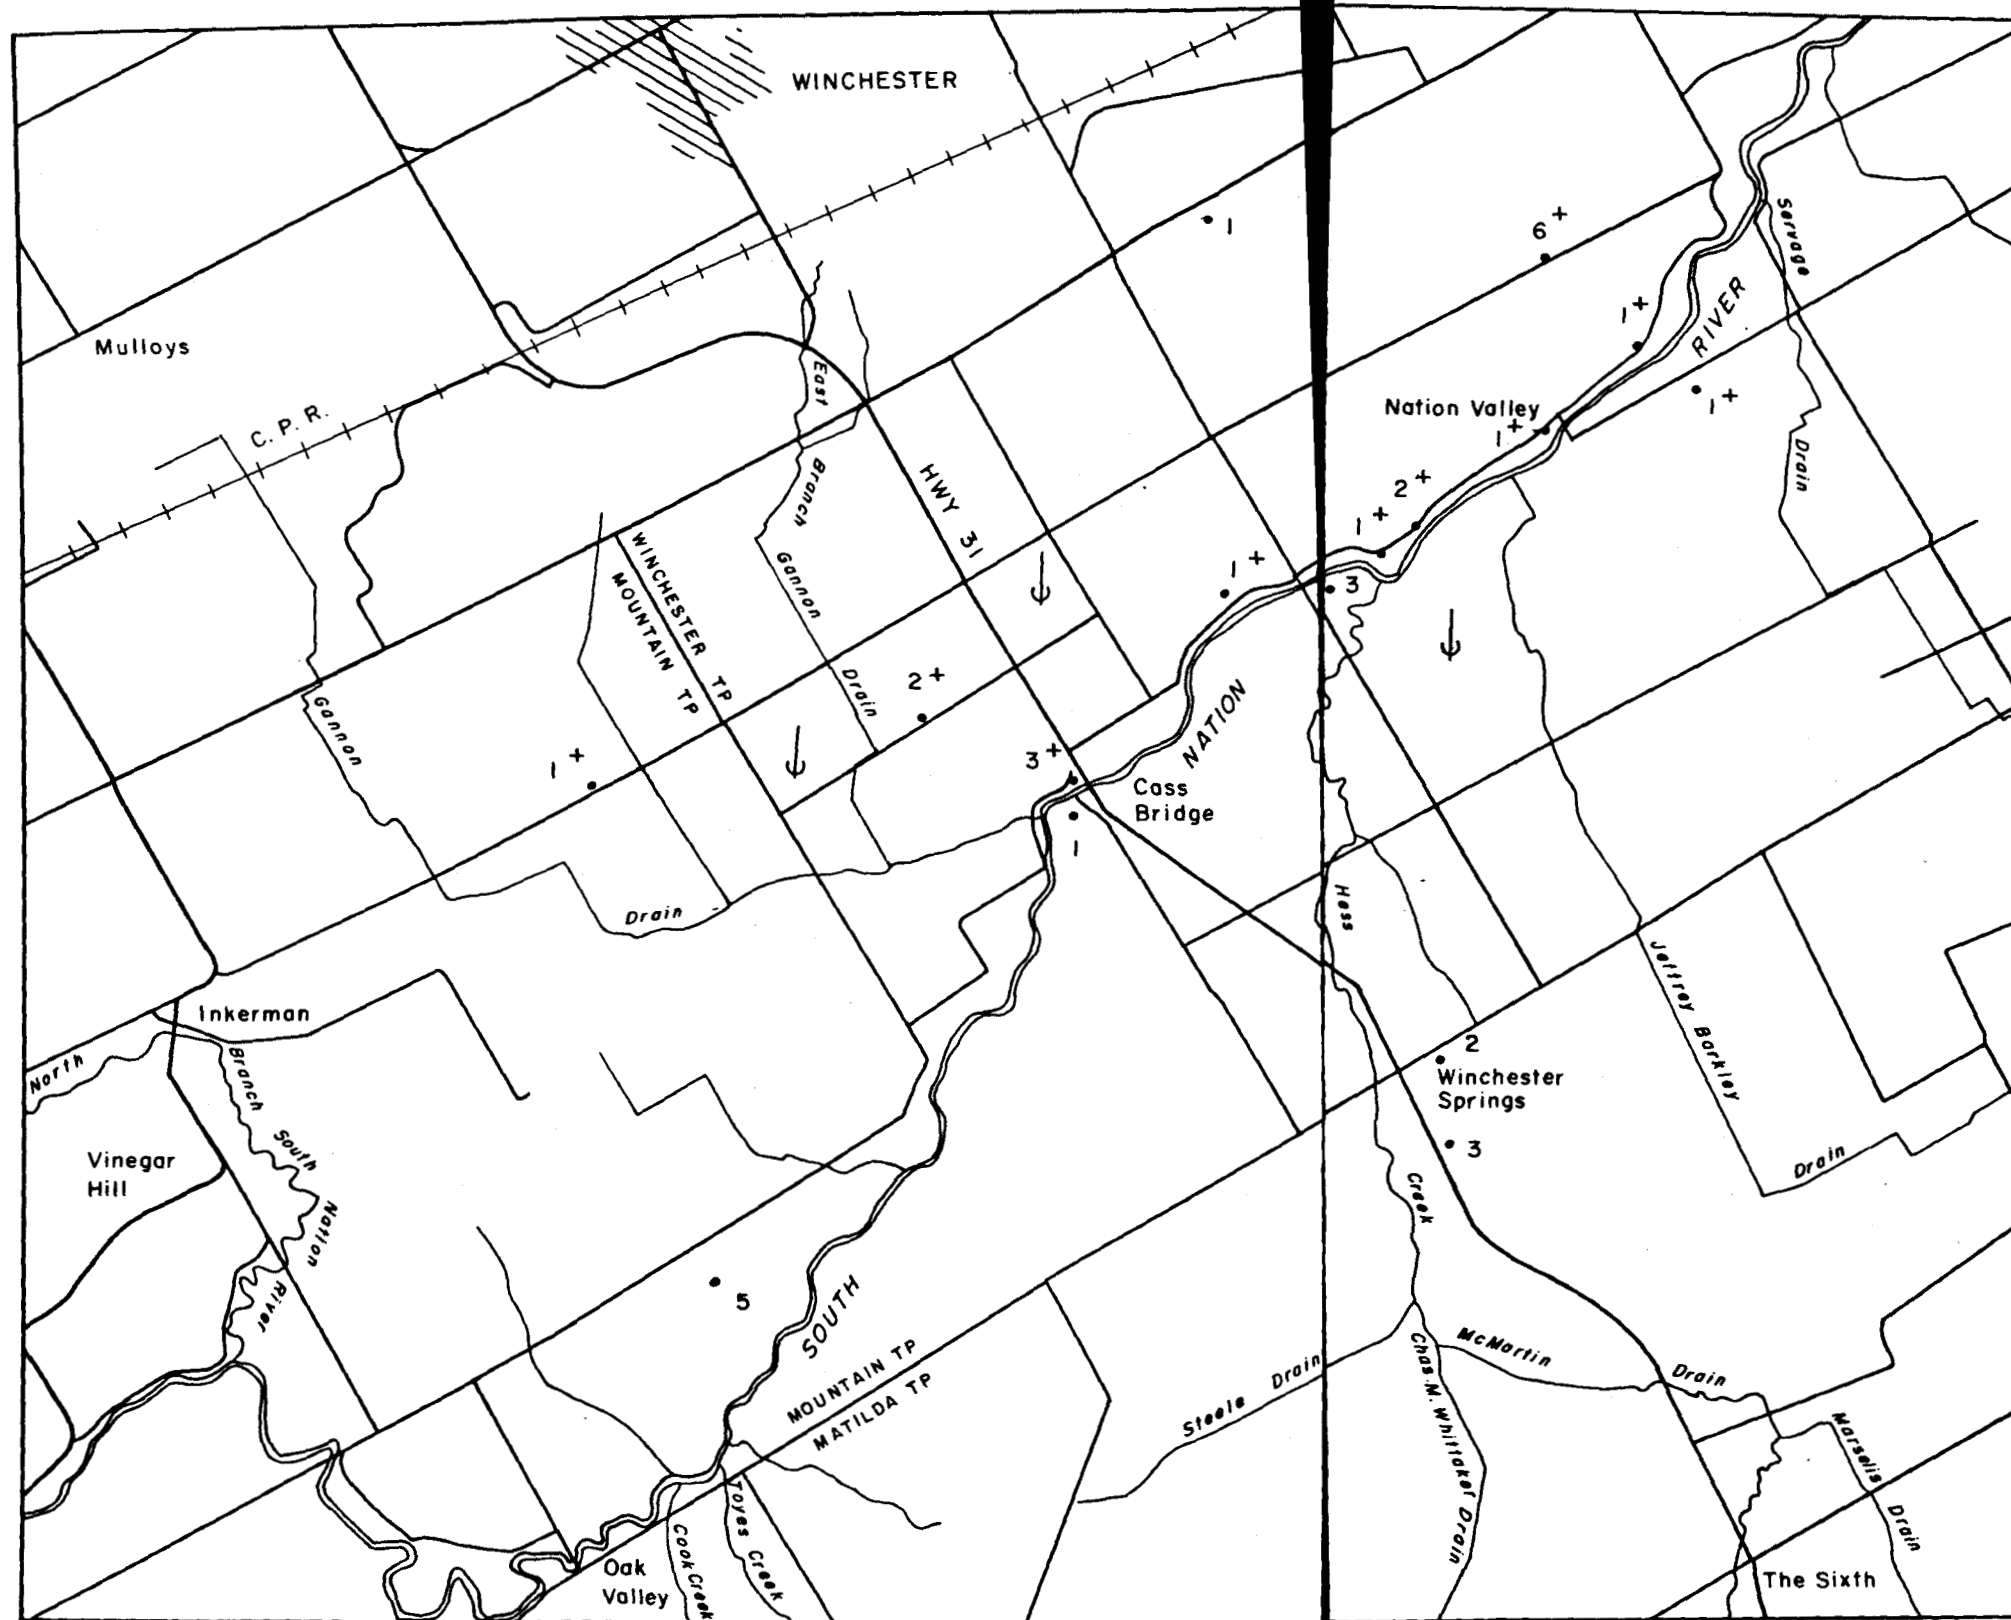 WINCHESTER
1
6+
Servage
1+
RIVER
Mulloys
East
1+
Nation Valley
1+
C. P. R.
Branch
HWY 31
Drain
2+
1+
Gannon
WINCHESTER TP
MOUNTAIN TP
1+
3
Drain
2+
NATION
Gannon
1+
3+
Cass
Bridge
1
Drain
Hess
Jeffrey Barkley
Inkerman
North
Branch
2
Winchester
Springs
South
3
Vinegar
Hill
Drain
Nation
Creek
River
5
SOUTH
McMartin
Drain
MOUNTAIN TP
MATILDA TP
Steele Drain
Chas. M. Whittaker Drain
Marselis
Drain
Toyes Creek
Cook Creek
Oak
Valley
The Sixth